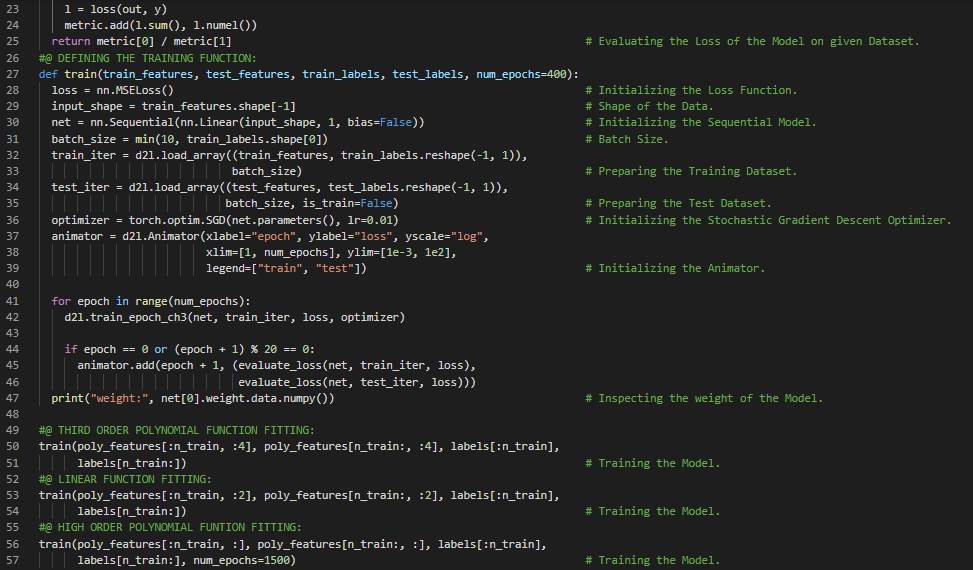 23 l = loss(out, y)
24 metric.add(l.sum(), l.numel())
25 return metric[0] / metric[1] # Evaluating the Loss of the Model on given Dataset.
26 #@ DEFINING THE TRAINING FUNCTION:
27 def train(train_features, test_features, train_labels, test_labels, num_epochs=400):
28 loss = nn.MSELoss() # Initializing the Loss Function.
29 input_shape = train_features.shape[-1] # Shape of the Data.
30 net = nn.Sequential(nn.Linear(input_shape, 1, bias=False)) # Initializing the Sequential Model.
31 batch_size = min(10, train_labels.shape[0]) # Batch Size.
32 train_iter = d2l.load_array((train_features, train_labels.reshape(-1, 1)),
33 batch_size) # Preparing the Training Dataset.
34 test_iter = d2l.load_array((test_features, test_labels.reshape(-1, 1)),
35 batch_size, is_train=False) # Preparing the Test Dataset.
36 optimizer = torch.optim.SGD(net.parameters(), lr=0.01) # Initializing the Stochastic Gradient Descent Optimizer.
37 animator = d2l.Animator(xlabel="epoch", ylabel="loss", yscale="log",
38 xlim=[1, num_epochs], ylim=[1e-3, 1e2],
39 legend=["train", "test"]) # Initializing the Animator.
40
41 for epoch in range(num_epochs):
42 d2l.train_epoch_ch3(net, train_iter, loss, optimizer)
43
44 if epoch == 0 or (epoch + 1) % 20 == 0:
45 animator.add(epoch + 1, (evaluate_loss(net, train_iter, loss),
46 evaluate_loss(net, test_iter, loss)))
47 print("weight:", net[0].weight.data.numpy()) # Inspecting the weight of the Model.
48
49 #@ THIRD ORDER POLYNOMIAL FUNCTION FITTING:
50 train(poly_features[:n_train, :4], poly_features[n_train:, :4], labels[:n_train],
51 labels[n_train:]) # Training the Model.
52 #@ LINEAR FUNCTION FITTING:
53 train(poly_features[:n_train, :2], poly_features[n_train:, :2], labels[:n_train],
54 labels[n_train:]) # Training the Model.
55 #@ HIGH ORDER POLYNOMIAL FUNTION FITTING:
56 train(poly_features[:n_train, :], poly_features[n_train:, :], labels[:n_train],
57 labels[n_train:], num_epochs=1500) # Training the Model.